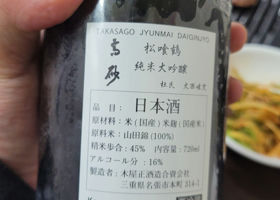 TAKASAGO JYUNMAI DAIGINJYO
高砂
松喰鶴
純米大吟醸
杜氏 大西唯克
品目：日本酒
原材料：米（国産）米麹（国産米）
原料米：山田錦(100%)
精米歩合：45% 内容量：720ml
アルコール分：16%
製造者：木屋正酒造合資会社
三重県名張市本町 314-1